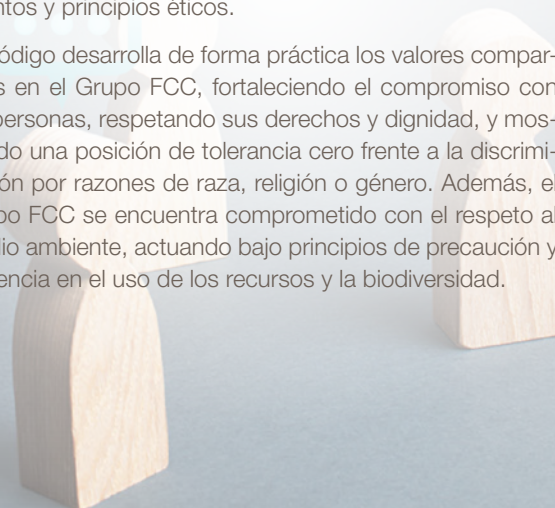 ntos y principios éticos.
ódigo desarrolla de forma práctica los valores compar-
s en el Grupo FCC, fortaleciendo el compromiso con
personas, respetando sus derechos y dignidad, y mos-
do una posición de tolerancia cero frente a la discrimi-
ón por razones de raza, religión o género. Además, el
po FCC se encuentra comprometido con el respeto al
dio ambiente, actuando bajo principios de precaución y
encia en el uso de los recursos y la biodiversidad.